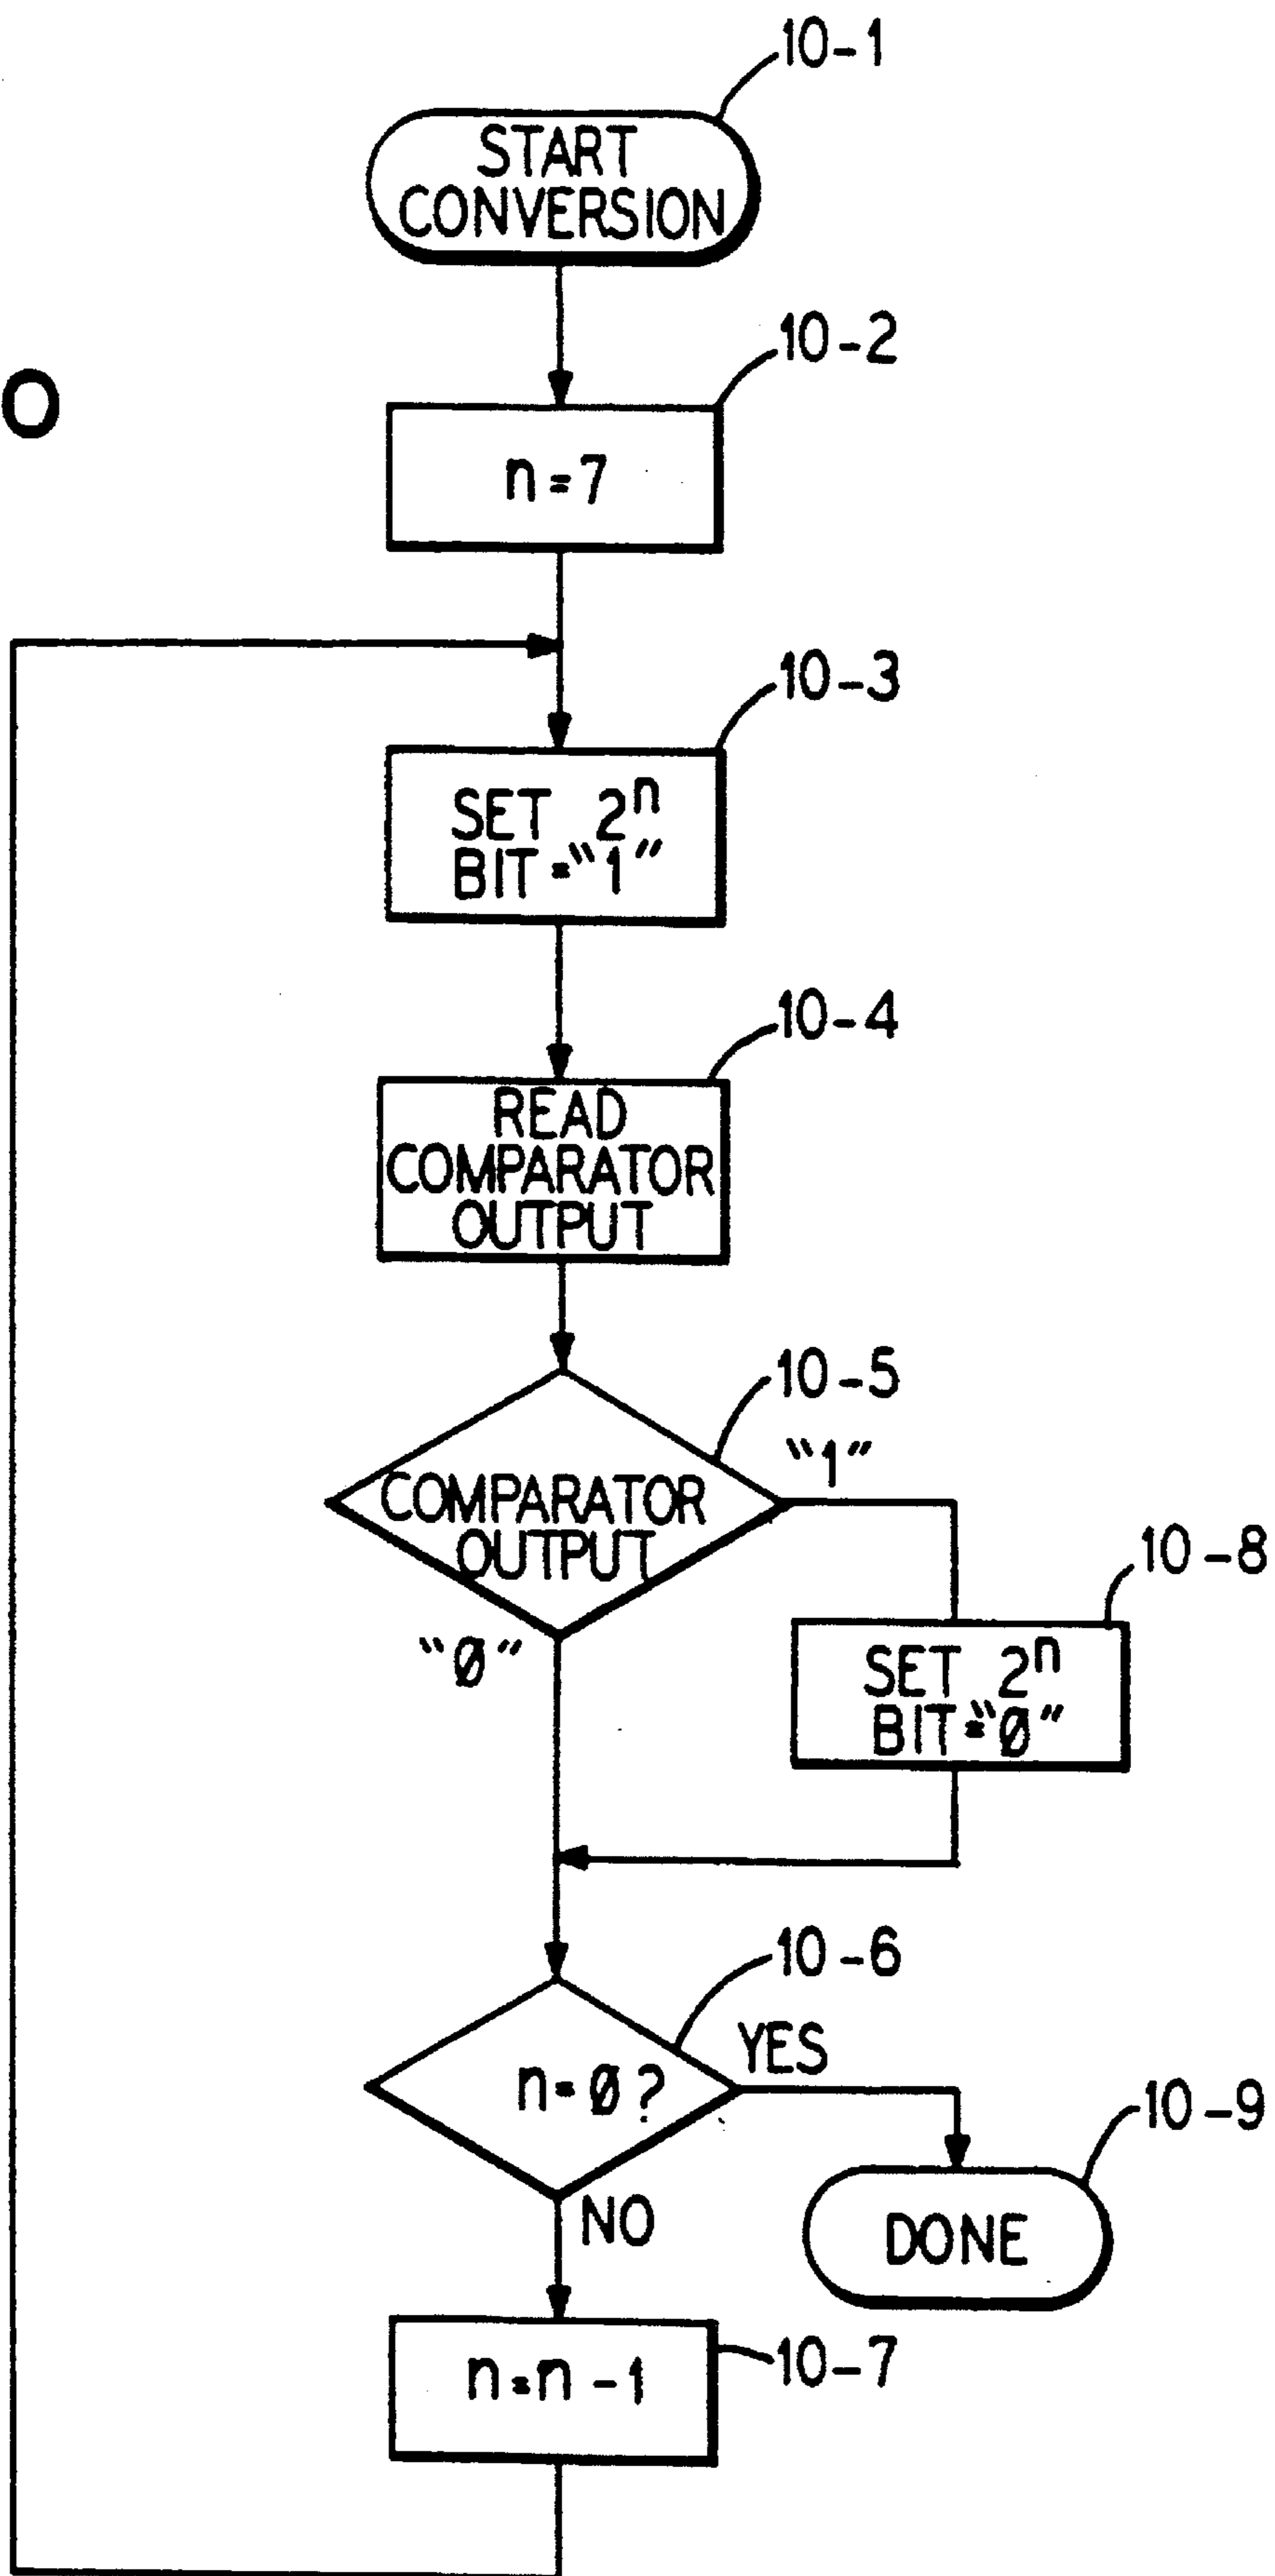 10-1
START
CONVERSION
10-2
0
n=7
10-3
SET 2ⁿ
BIT="1"
10-4
READ
COMPARATOR
OUTPUT
10-5
"1"
COMPARATOR
OUTPUT
10-8
"Ø"
SET 2ⁿ
BIT="Ø"
10-6
YES
n=Ø?
10-9
NO
DONE
n=n-1
10-7